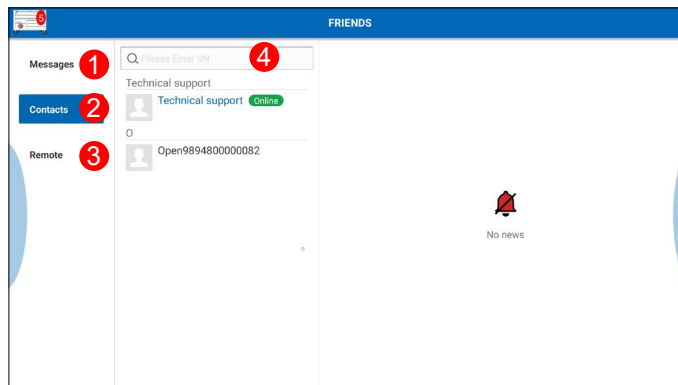 5
FRIENDS
Messages 1
Contacts 2
Remote 3
Please Enter SN 4
Technical support
Technical support Online
O
Open9894800000082
No news